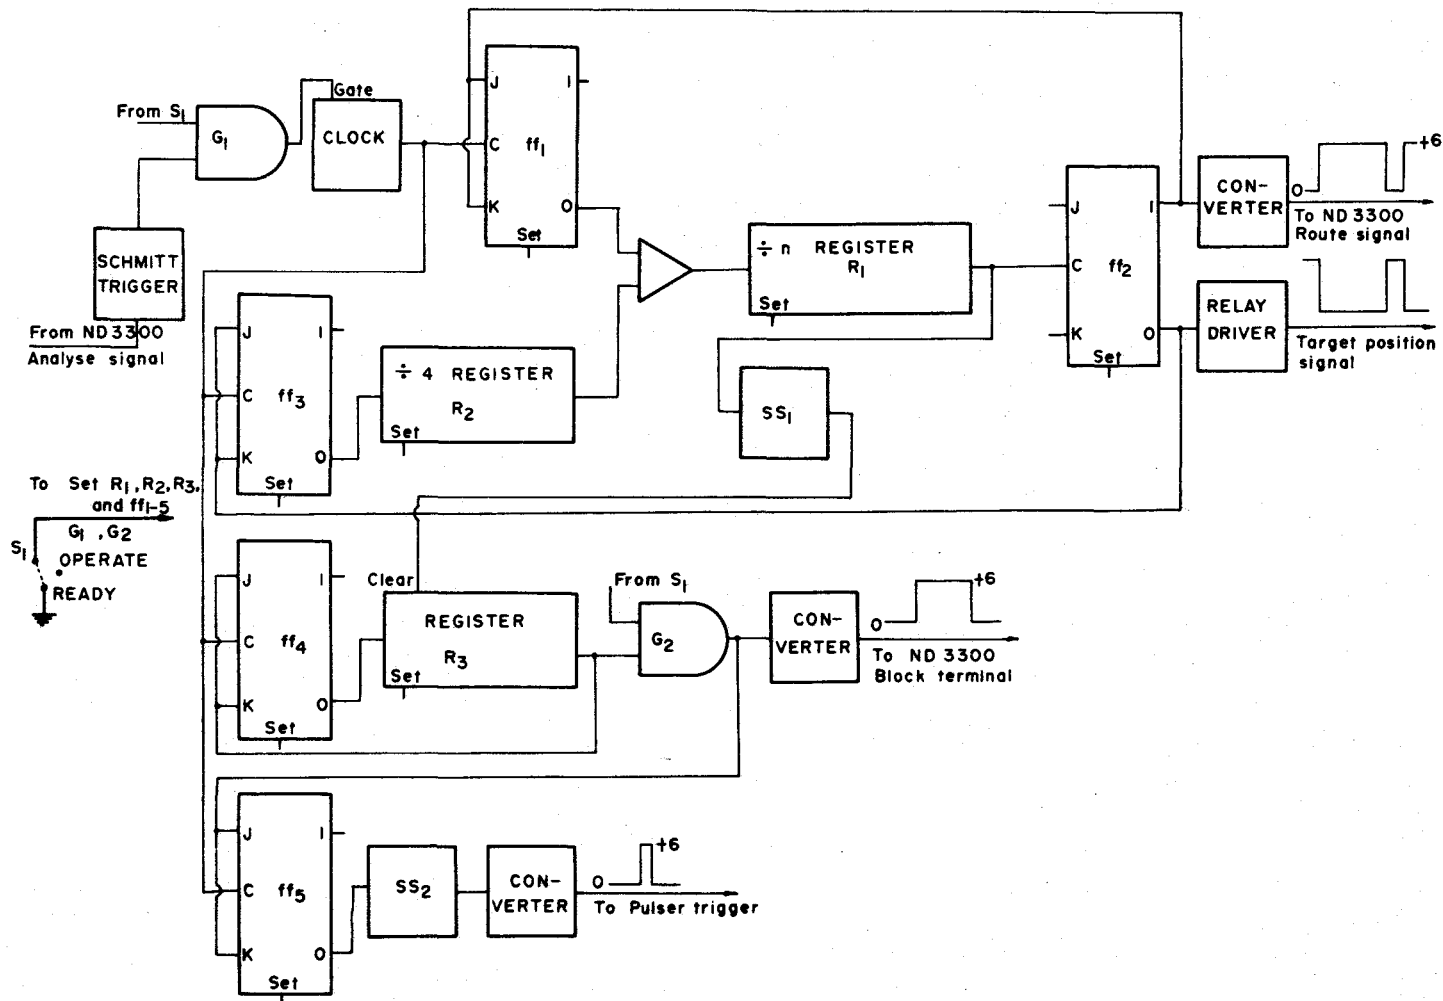 Gate
From S1
G1
CLOCK
J
1
C
ff1
K
0
Set
SCHMITT
TRIGGER
From ND 3300
Analyse signal
÷ n REGISTER
R1
Set
J
1
C
ff2
K
0
Set
CON-
VERTER
+6
0
To ND 3300
Route signal
RELAY
DRIVER
Target position
signal
J
1
C
ff3
K
0
Set
÷ 4 REGISTER
R2
Set
SS1
To Set R1, R2, R3,
and ff1-5
G1, G2
S1
OPERATE
READY
J
1
C
ff4
K
0
Set
Clear
REGISTER
R3
Set
From S1
G2
CON-
VERTER
+6
0
To ND 3300
Block terminal
J
1
C
ff5
K
0
Set
SS2
CON-
VERTER
+6
0
To Pulser trigger